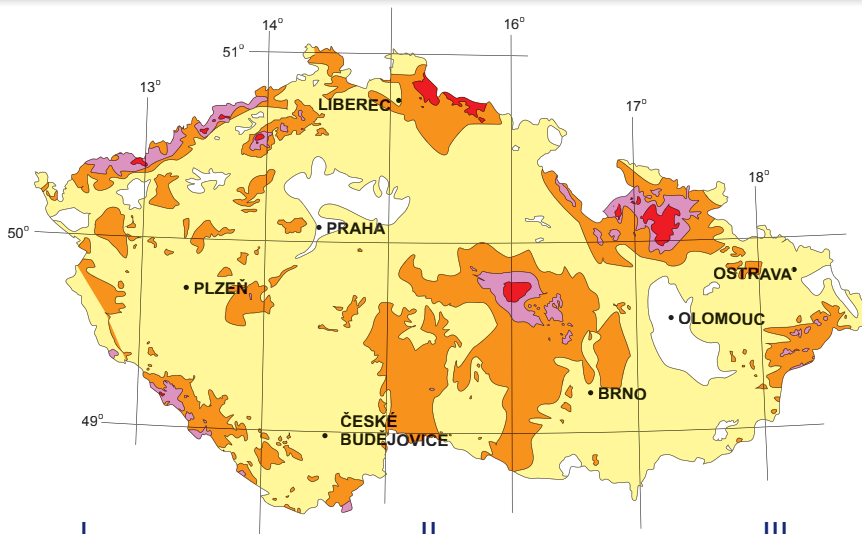 14°
16°
51°
13
LIBEREC
17°
18°
50°
PRAHA
OSTRAVA
PLZEŇ
OLOMOUC
BRNO
49°
ČESKÉ
BUDĚJOVICE
I
II
III